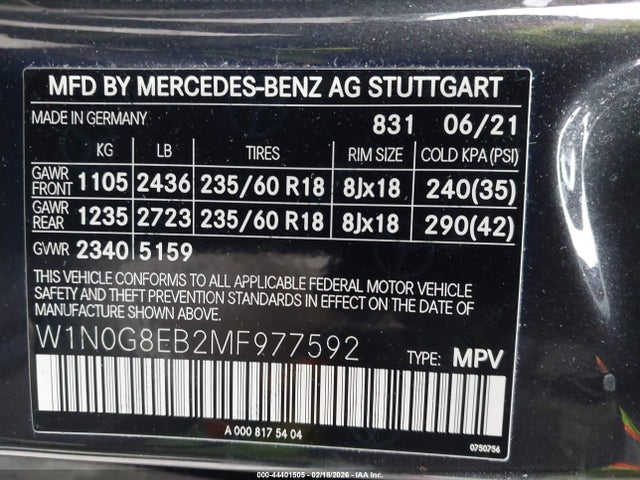 MFD BY MERCEDES-BENZ AG STUTTGART
MADE IN GERMANY 831 06/21
KG LB TIRES RIM SIZE COLD KPA (PSI)
GAWR FRONT 1105 2436 235/60 R18 8Jx18 240(35)
GAWR REAR 1235 2723 235/60 R18 8Jx18 290(42)
GVWR 2340 5159
THIS VEHICLE CONFORMS TO ALL APPLICABLE FEDERAL MOTOR VEHICLE
SAFETY AND THEFT PREVENTION STANDARDS IN EFFECT ON THE DATE OF
MANUFACTURE SHOWN ABOVE.
W1N0G8EB2MF977592 TYPE: MPV
A 000 817 54 04 0750756
000-44401505 - 02/18/2026 - IAA Inc.